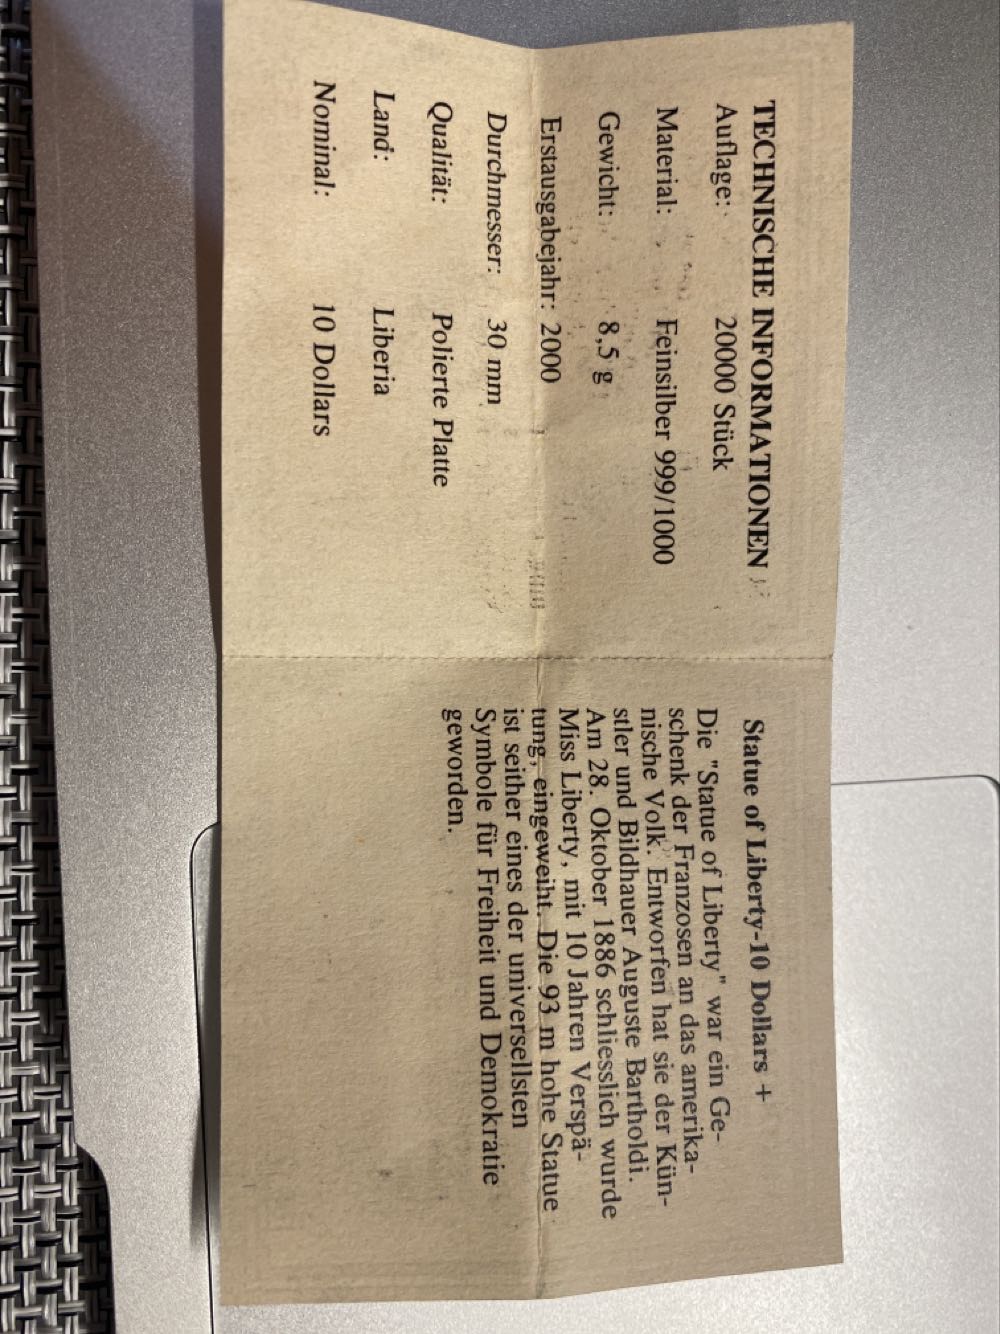 TECHNISCHE INFORMATIONEN
Auflage: 20000 Stück
Material: Feinsilber 999/1000
Gewicht: 8,5 g
Erstausgabejahr: 2000
Durchmesser: 30 mm
Qualität: Polierte Platte
Land: Liberia
Nominal: 10 Dollars
Statue of Liberty-10 Dollars +
Die "Statue of Liberty" war ein Ge-
schenk der Franzosen an das amerika-
nische Volk. Entworfen hat sie der Kün-
stler und Bildhauer Auguste Bartholdi.
Am 28. Oktober 1886 schliesslich wurde
Miss Liberty, mit 10 Jahren Verspä-
tung, eingeweiht. Die 93 m hohe Statue
ist seither eines der universellsten
Symbole für Freiheit und Demokratie
geworden.